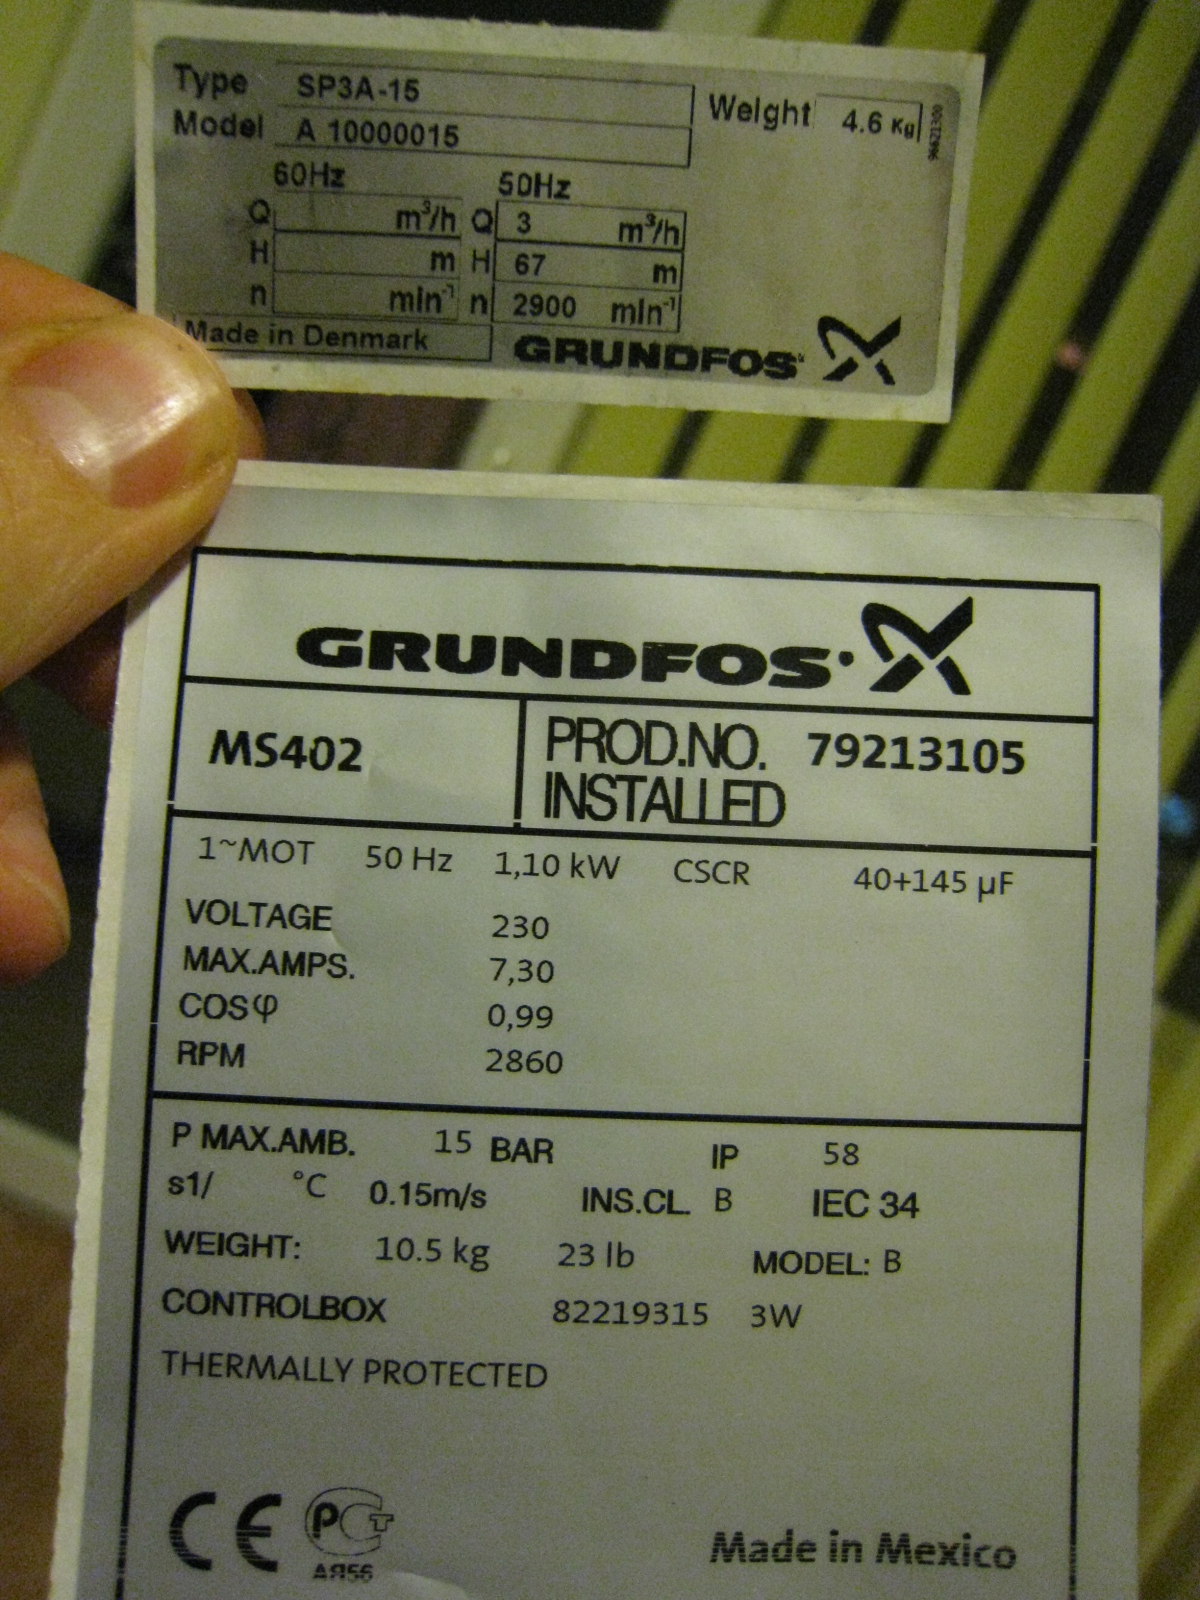 Type SP3A-15 Weight 4.6 Kg
96621300
Model A 10000015
60Hz 50Hz
Q m³/h Q 3 m³/h
H m H 67 m
n min⁻¹ n 2900 min⁻¹
Made in Denmark GRUNDFOS
GRUNDFOS
MS402 PROD.NO. 79213105
INSTALLED
1~MOT 50 Hz 1,10 kW CSCR 40+145 µF
VOLTAGE 230
MAX.AMPS. 7,30
COSφ 0,99
RPM 2860
P MAX.AMB. 15 BAR IP 58
s1/ °C 0.15m/s INS.CL. B IEC 34
WEIGHT: 10.5 kg 23 lb MODEL: B
CONTROLBOX 82219315 3W
THERMALLY PROTECTED
CE РСТ
АЯ56 Made in Mexico